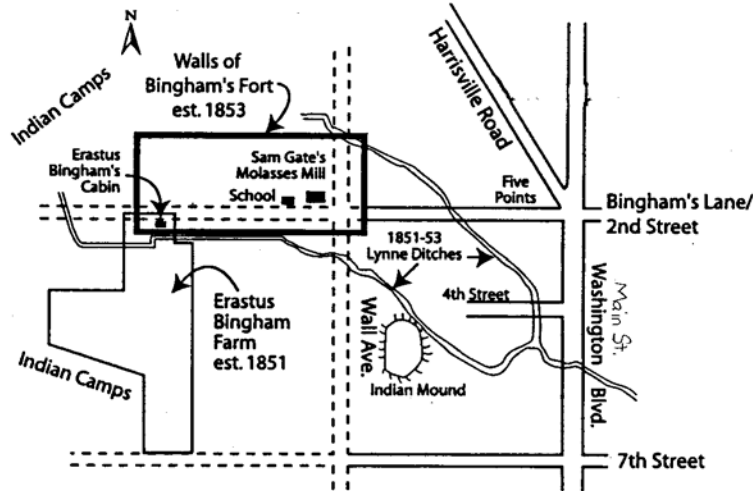 N
Indian Camps
Walls of
Bingham's Fort
est. 1853
Harrisville Road
Erastus
Bingham's
Cabin
Sam Gate's
Molasses Mill
School
Five
Points
Bingham's Lane/
2nd Street
1851-53
Lynne Ditches
4th Street
Washington Blvd.
Main St.
Erastus
Bingham
Farm
est. 1851
Wall Ave.
Indian Mound
Indian Camps
7th Street